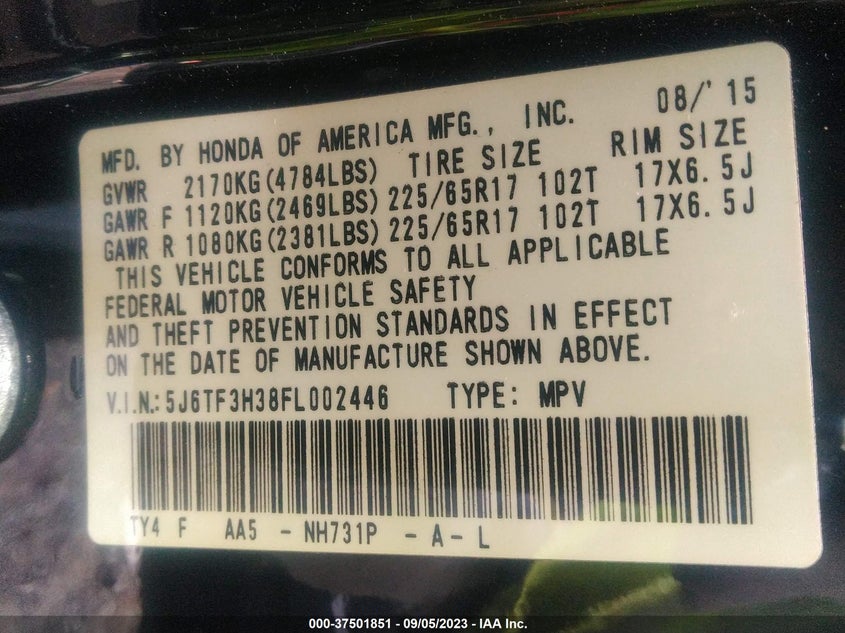 08/'15
MFD. BY HONDA OF AMERICA MFG., INC.
GVWR 2170KG(4784LBS) TIRE SIZE RIM SIZE
GAWR F 1120KG(2469LBS) 225/65R17 102T 17X6.5J
GAWR R 1080KG(2381LBS) 225/65R17 102T 17X6.5J
THIS VEHICLE CONFORMS TO ALL APPLICABLE
FEDERAL MOTOR VEHICLE SAFETY
AND THEFT PREVENTION STANDARDS IN EFFECT
ON THE DATE OF MANUFACTURE SHOWN ABOVE.
V.I.N.:5J6TF3H38FL002446 TYPE: MPV
TY4 F AA5 - NH731P - A - L
000-37501851 - 09/05/2023 - IAA Inc.